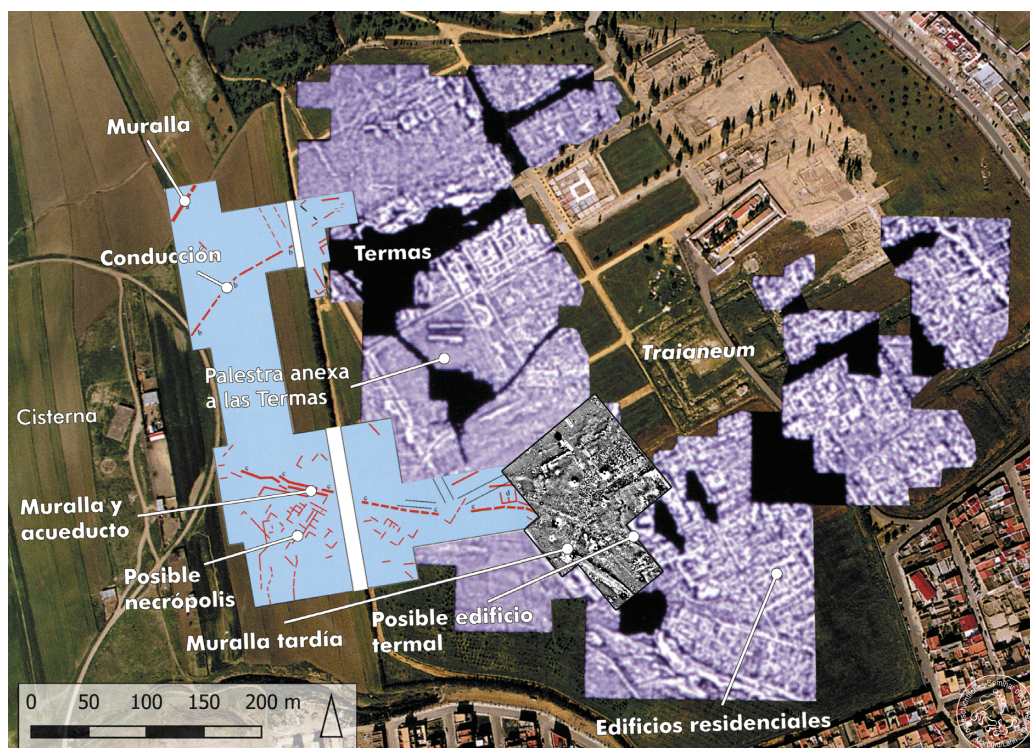 Muralla
Conducción
Termas
Palestra anexa
a las Termas
Traianeum
Cisterna
Muralla y
acueducto
Posible
necrópolis
Muralla tardía
Posible edificio
termal
Edificios residenciales
0 50 100 150 200 m